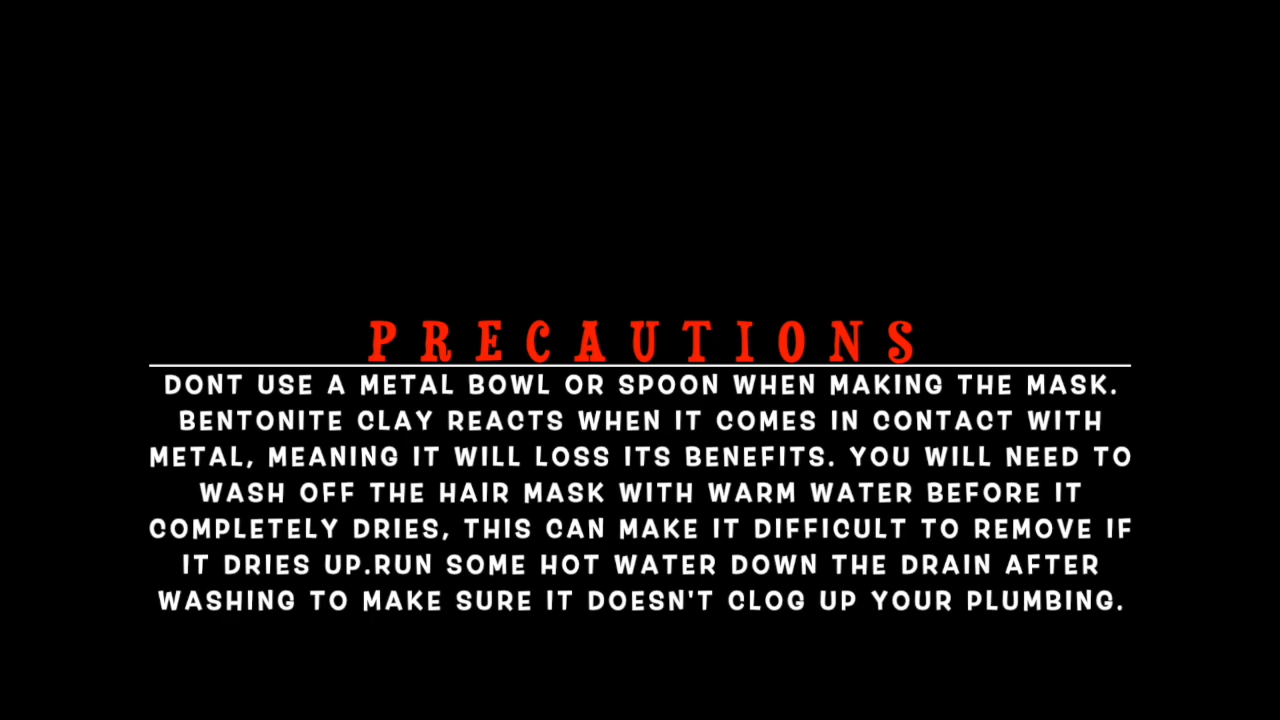 PRECAUTIONS
DONT USE A METAL BOWL OR SPOON WHEN MAKING THE MASK.
BENTONITE CLAY REACTS WHEN IT COMES IN CONTACT WITH
METAL, MEANING IT WILL LOSS ITS BENEFITS. YOU WILL NEED TO
WASH OFF THE HAIR MASK WITH WARM WATER BEFORE IT
COMPLETELY DRIES, THIS CAN MAKE IT DIFFICULT TO REMOVE IF
IT DRIES UP.RUN SOME HOT WATER DOWN THE DRAIN AFTER
WASHING TO MAKE SURE IT DOESN'T CLOG UP YOUR PLUMBING.